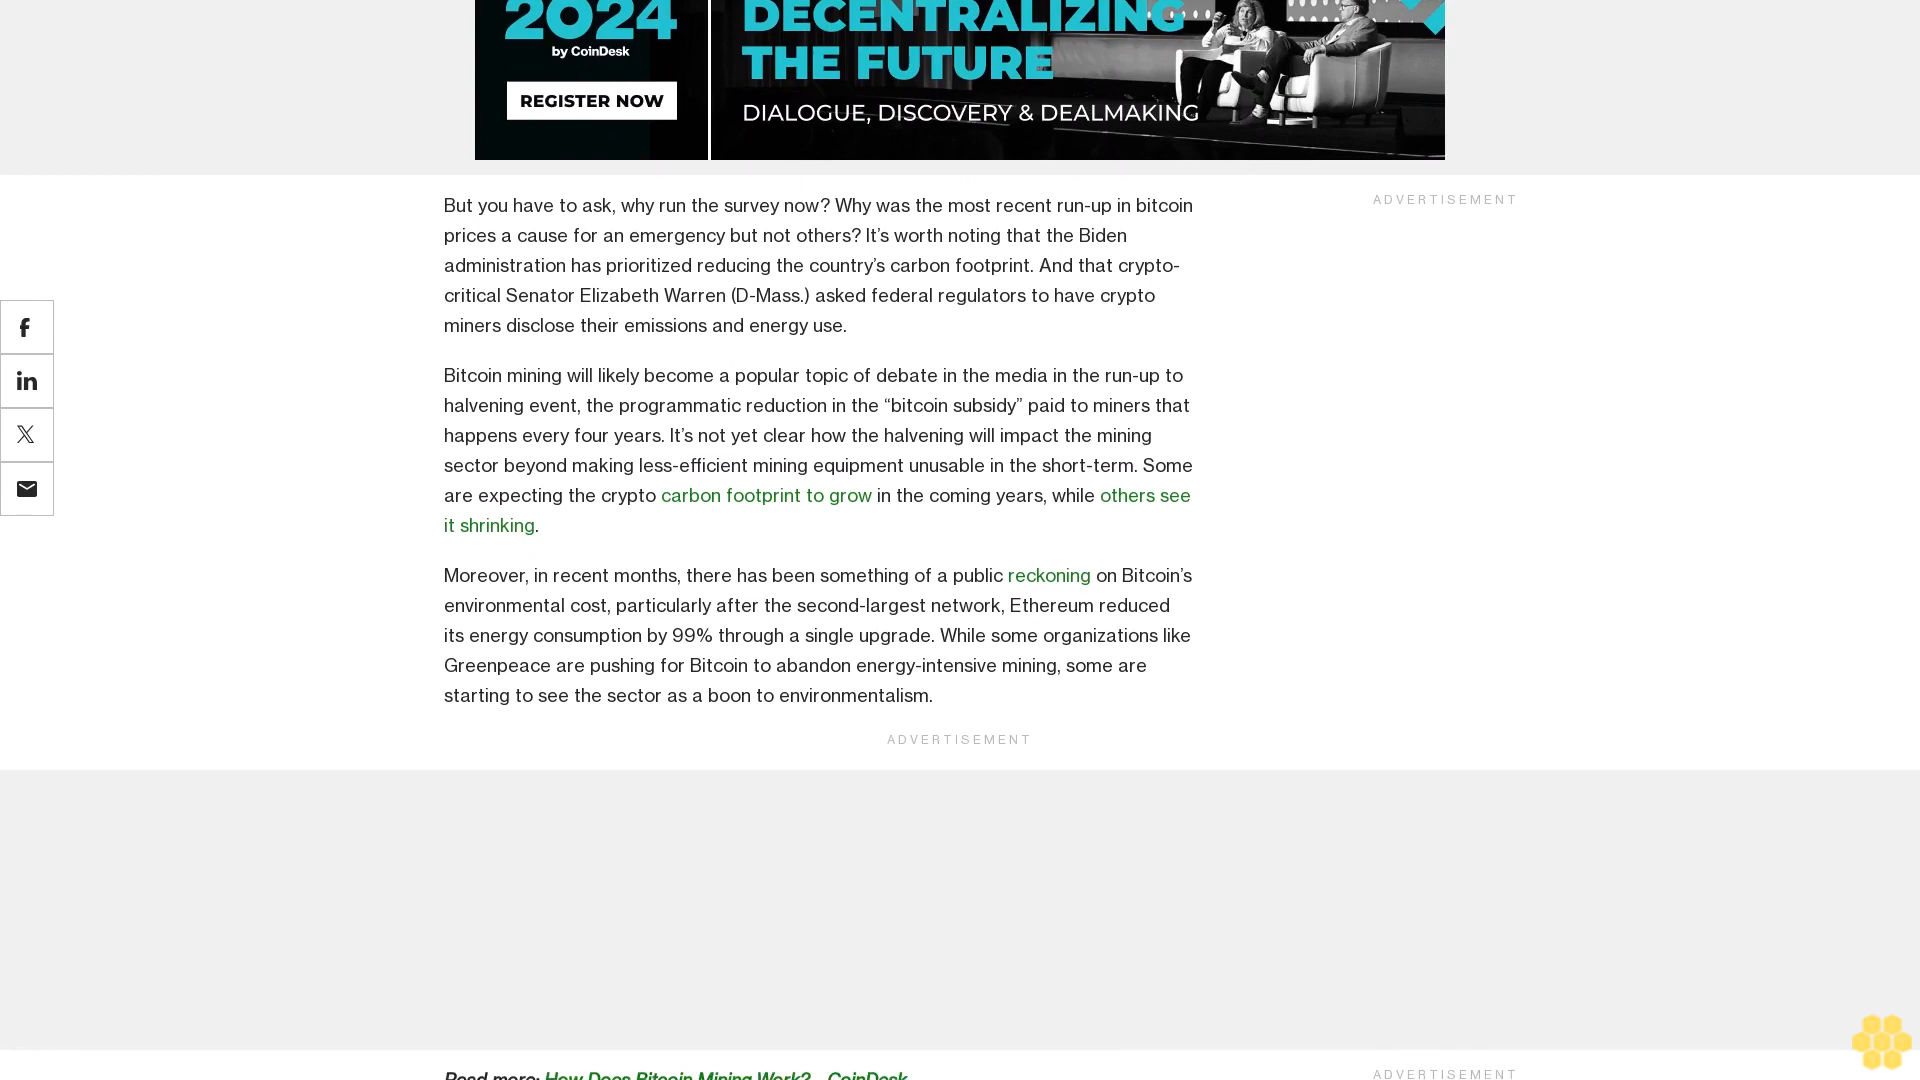 2024
by CoinDesk
REGISTER NOW
DECENTRALIZING
THE FUTURE
DIALOGUE, DISCOVERY & DEALMAKING
But you have to ask, why run the survey now? Why was the most recent run-up in bitcoin
prices a cause for an emergency but not others? It’s worth noting that the Biden
administration has prioritized reducing the country’s carbon footprint. And that crypto-
critical Senator Elizabeth Warren (D-Mass.) asked federal regulators to have crypto
miners disclose their emissions and energy use.
ADVERTISEMENT
Bitcoin mining will likely become a popular topic of debate in the media in the run-up to
halvening event, the programmatic reduction in the “bitcoin subsidy” paid to miners that
happens every four years. It’s not yet clear how the halvening will impact the mining
sector beyond making less-efficient mining equipment unusable in the short-term. Some
are expecting the crypto carbon footprint to grow in the coming years, while others see
it shrinking.
Moreover, in recent months, there has been something of a public reckoning on Bitcoin’s
environmental cost, particularly after the second-largest network, Ethereum reduced
its energy consumption by 99% through a single upgrade. While some organizations like
Greenpeace are pushing for Bitcoin to abandon energy-intensive mining, some are
starting to see the sector as a boon to environmentalism.
ADVERTISEMENT
Read more: How Does Bitcoin Mining Work? - CoinDesk
ADVERTISEMENT